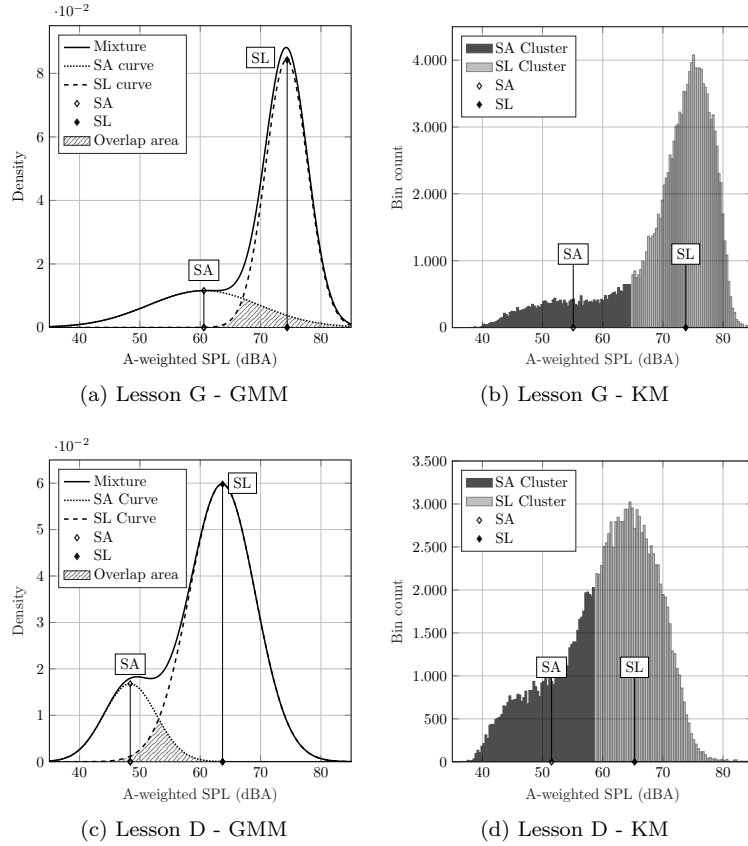 ·10−2
8
6
4
2
0
Density
Mixture
SA curve
SL curve
SA
SL
Overlap area
SL
SA
40
50
60
70
80
A-weighted SPL (dBA)
(a) Lesson G - GMM
4.000
3.000
2.000
1.000
0
Bin count
SA Cluster
SL Cluster
SA
SL
SA
SL
40
50
60
70
80
A-weighted SPL (dBA)
(b) Lesson G - KM
·10−2
6
5
4
3
2
1
0
Density
Mixture
SA Curve
SL Curve
SA
SL
Overlap area
SL
SA
40
50
60
70
80
A-weighted SPL (dBA)
(c) Lesson D - GMM
3.500
3.000
2.500
2.000
1.500
1.000
500
0
Bin count
SA Cluster
SL Cluster
SA
SL
SA
SL
40
50
60
70
80
A-weighted SPL (dBA)
(d) Lesson D - KM